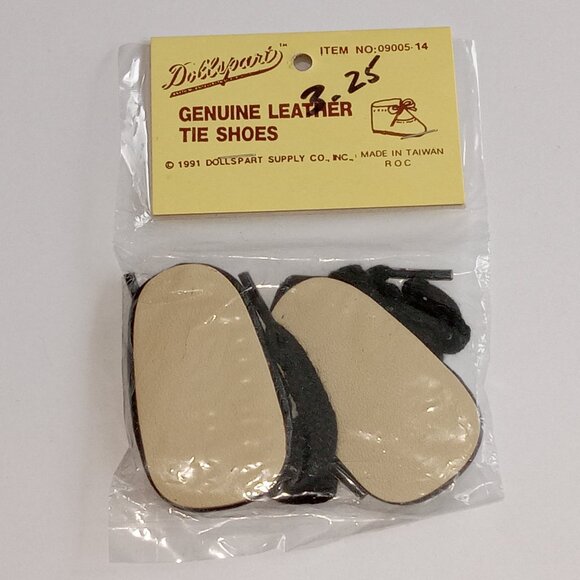 Dollspart™
ITEM NO: 09005-14
3.25
GENUINE LEATHER
TIE SHOES
© 1991 DOLLSPART SUPPLY CO., INC., MADE IN TAIWAN
R.O.C